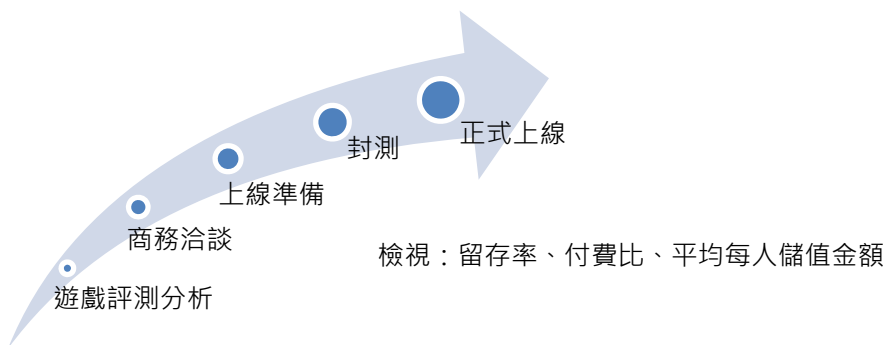 遊戲評測分析
商務洽談
上線準備
封測
正式上線
檢視：留存率、付費比、平均每人儲值金額